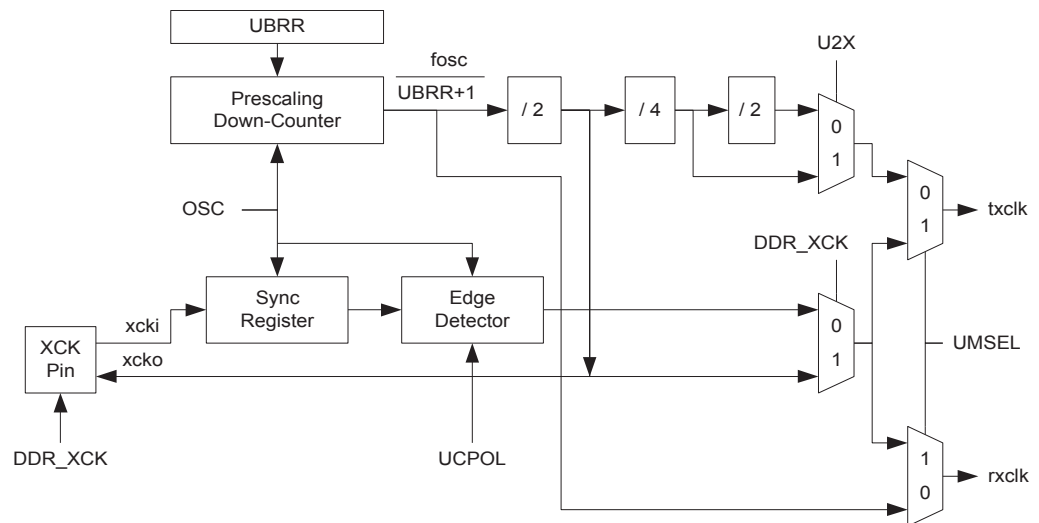 UBRR
fosc
UBRR+1
U2X
Prescaling
Down-Counter
/ 2
/ 4
/ 2
0
1
OSC
0
1
txclk
DDR_XCK
Sync
Register
Edge
Detector
xcki
0
1
XCK
Pin
xcko
UMSEL
DDR_XCK
UCPOL
1
0
rxclk